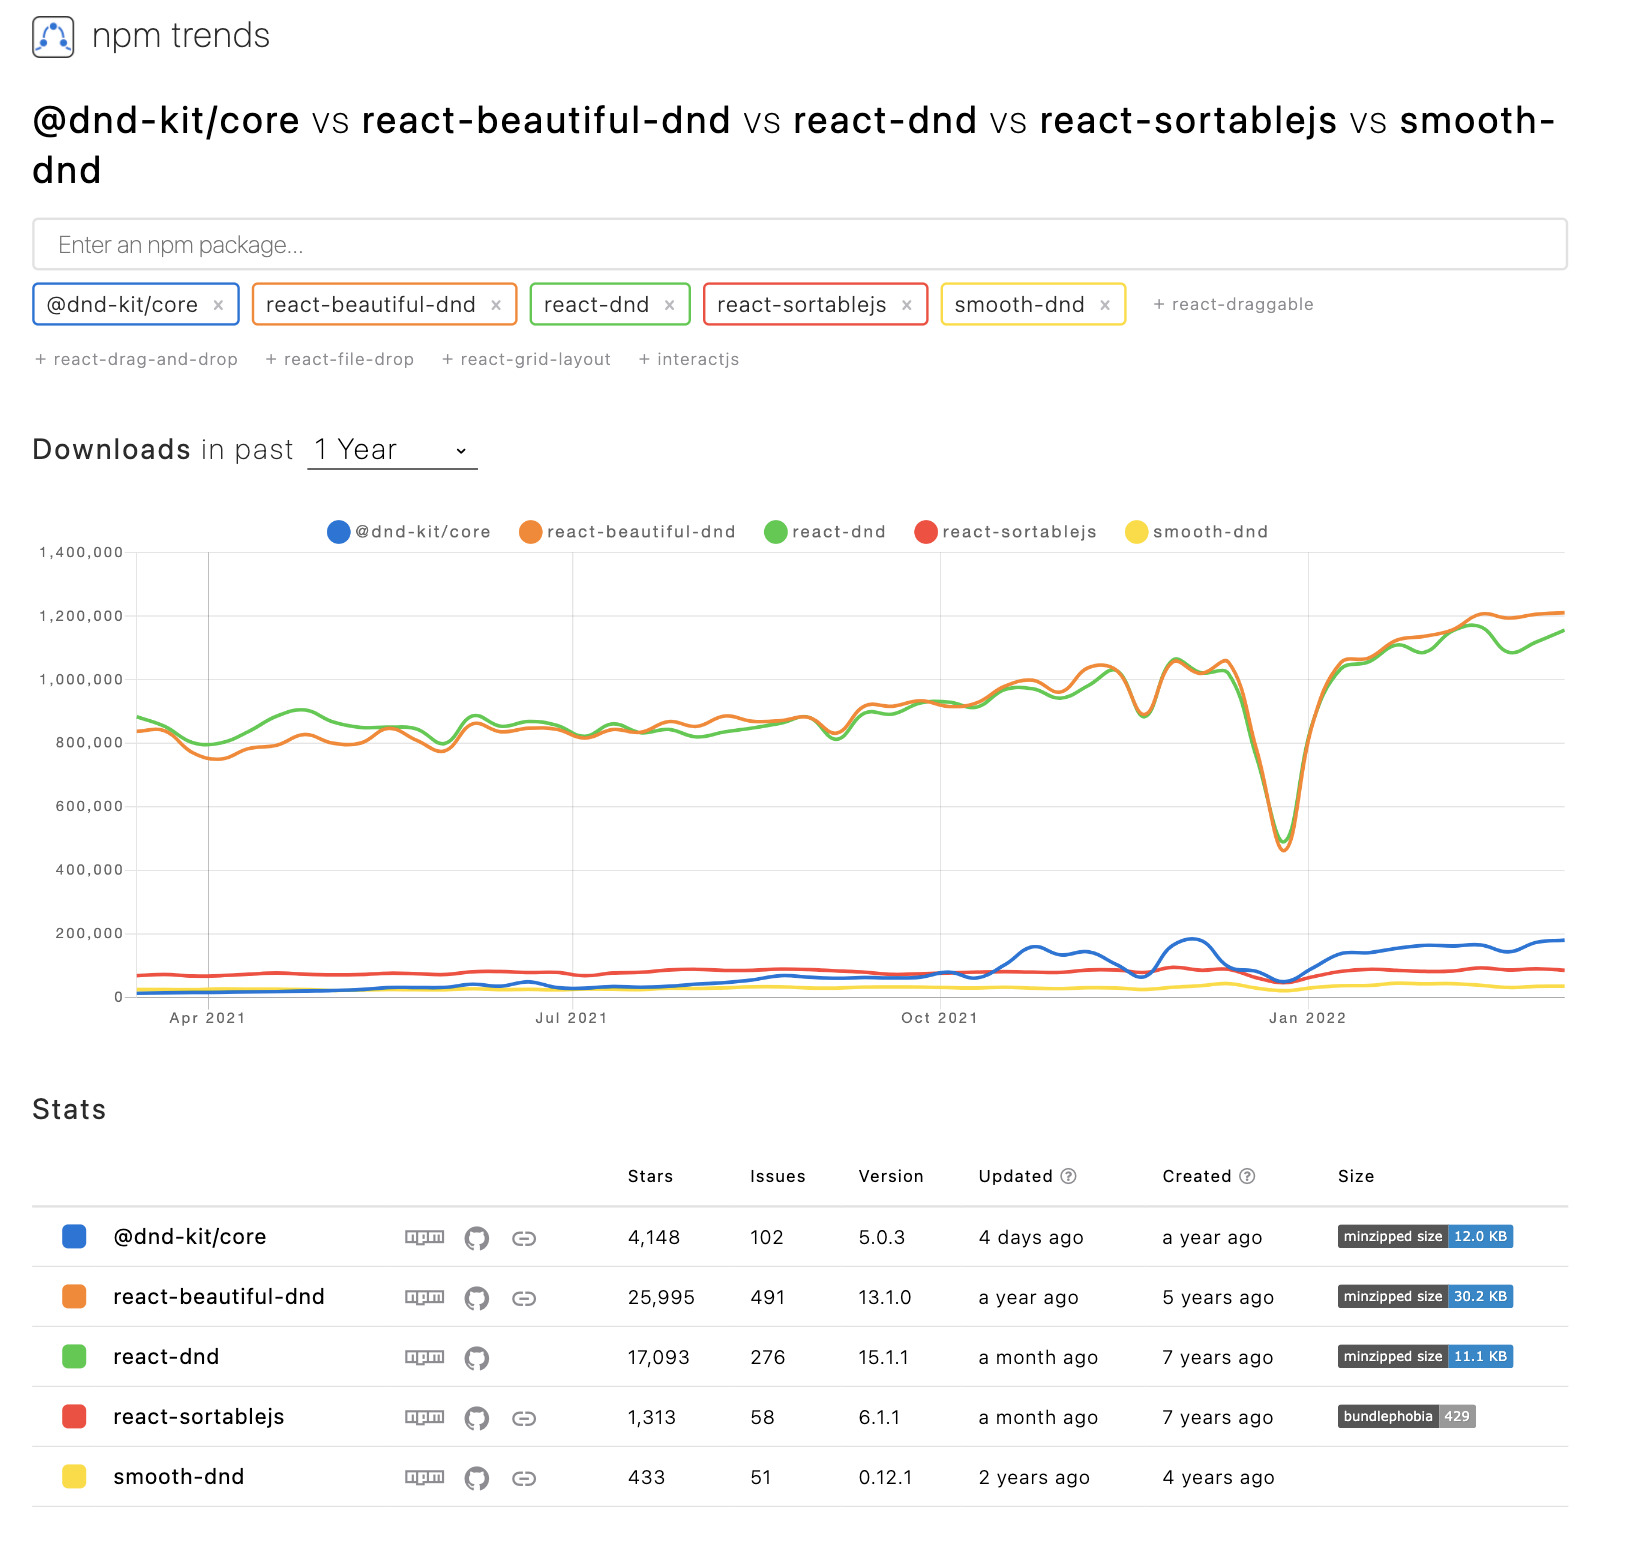 npm trends
@dnd-kit/core vs react-beautiful-dnd vs react-dnd vs react-sortablejs vs smooth-
dnd
Enter an npm package...
@dnd-kit/core × react-beautiful-dnd × react-dnd × react-sortablejs × smooth-dnd × + react-draggable
+ react-drag-and-drop + react-file-drop + react-grid-layout + interactjs
Downloads in past 1 Year
@dnd-kit/core react-beautiful-dnd react-dnd react-sortablejs smooth-dnd
1,400,000
1,200,000
1,000,000
800,000
600,000
400,000
200,000
0
Apr 2021 Jul 2021 Oct 2021 Jan 2022
Stats
Stars Issues Version Updated ? Created ? Size
@dnd-kit/core npm 4,148 102 5.0.3 4 days ago a year ago minzipped size 12.0 KB
react-beautiful-dnd npm 25,995 491 13.1.0 a year ago 5 years ago minzipped size 30.2 KB
react-dnd npm 17,093 276 15.1.1 a month ago 7 years ago minzipped size 11.1 KB
react-sortablejs npm 1,313 58 6.1.1 a month ago 7 years ago bundlephobia 429
smooth-dnd npm 433 51 0.12.1 2 years ago 4 years ago